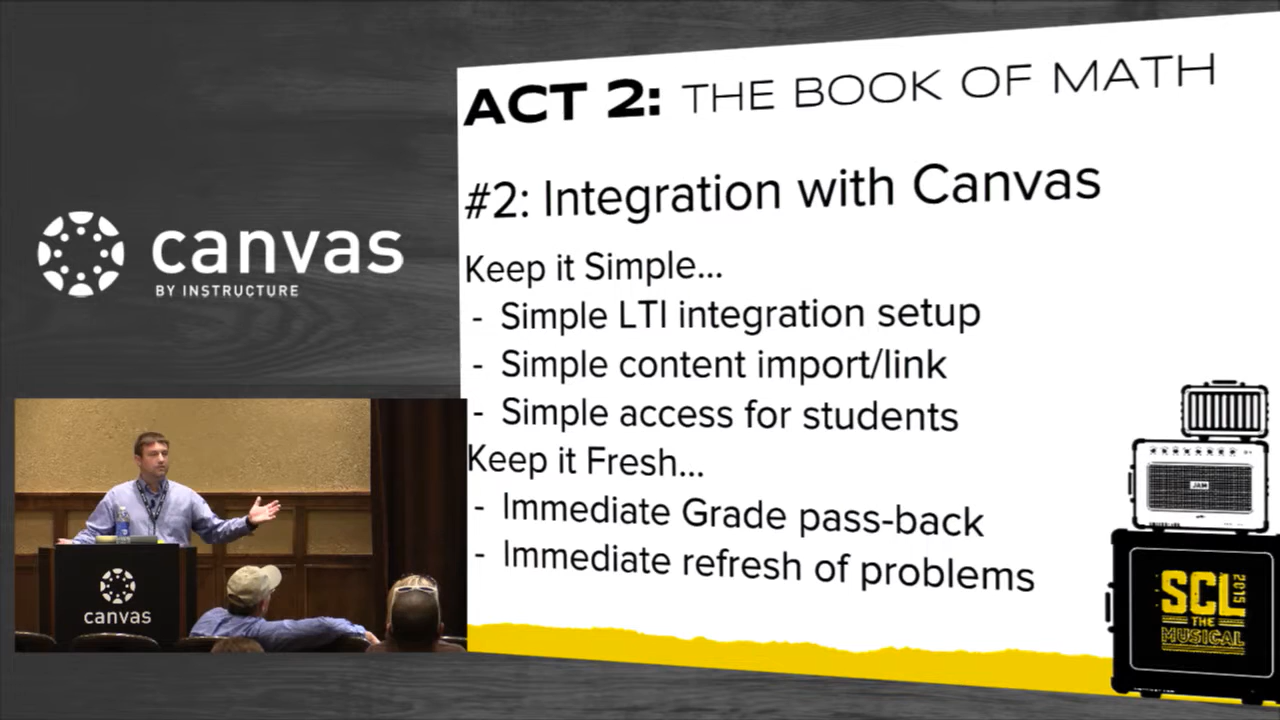 ACT 2: THE BOOK OF MATH
#2: Integration with Canvas
Keep it Simple...
- Simple LTI integration setup
- Simple content import/link
- Simple access for students
Keep it Fresh...
- Immediate Grade pass-back
- Immediate refresh of problems
canvas
BY INSTRUCTURE
canvas
JAM
SCL
2015
THE
MUSICAL